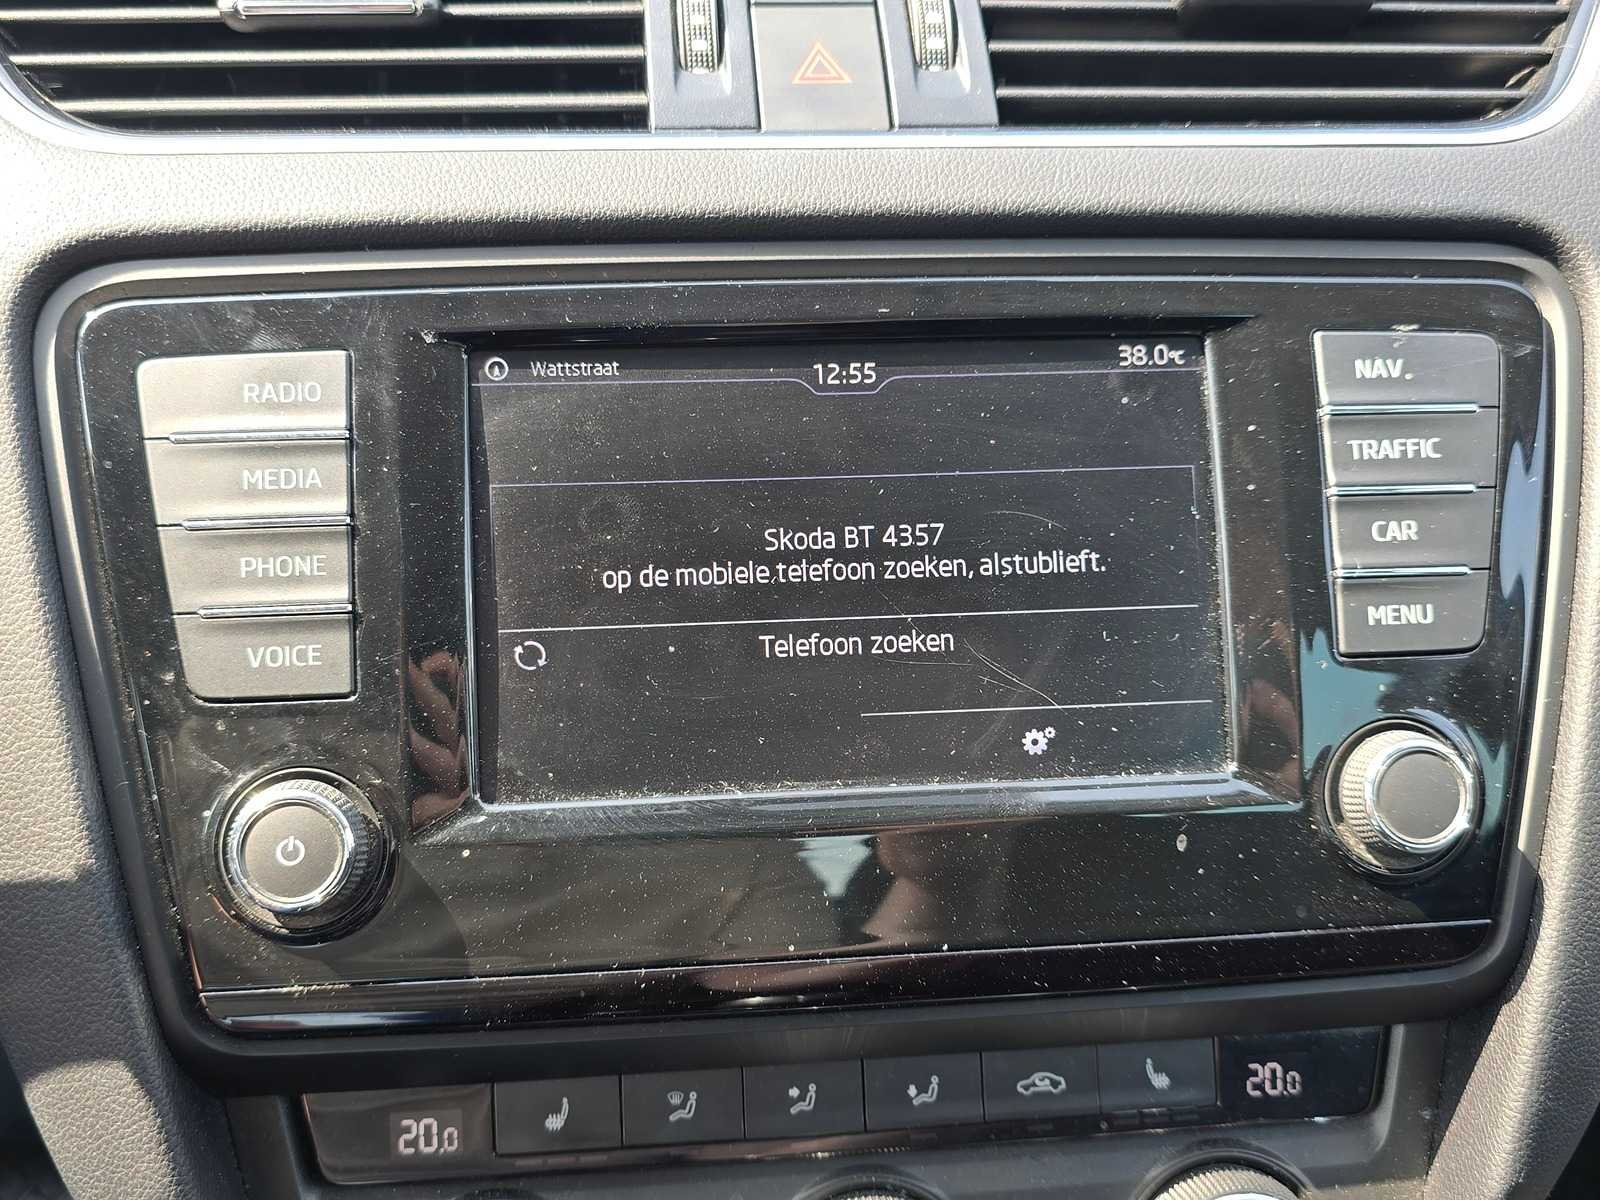 Wattstraat 12:55 38.0°C
RADIO
MEDIA
PHONE
VOICE
Skoda BT 4357
op de mobiele telefoon zoeken, alstublieft.
Telefoon zoeken
NAV.
TRAFFIC
CAR
MENU
20.0
20.0